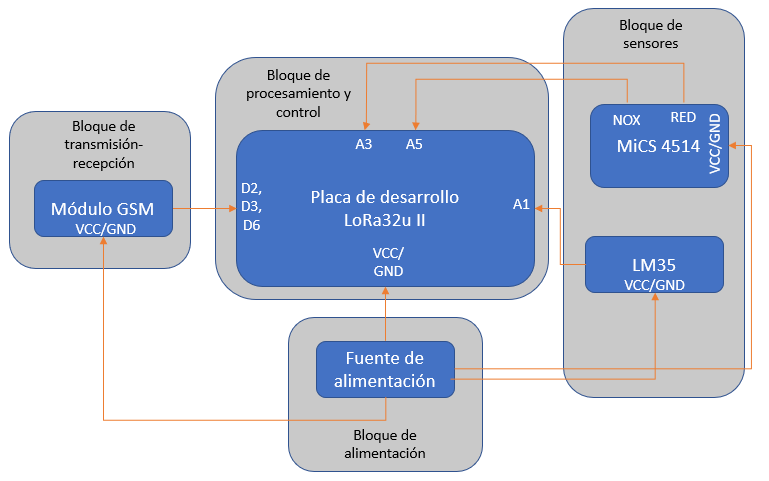 Bloque de
sensores
Bloque de
procesamiento y
control
NOX
RED
MiCS 4514
VCC/GND
A3
A5
Bloque de
transmisión-
recepción
D2,
D3,
D6
Placa de desarrollo
LoRa32u II
A1
Módulo GSM
VCC/GND
VCC/
GND
LM35
VCC/GND
Fuente de
alimentación
Bloque de
alimentación